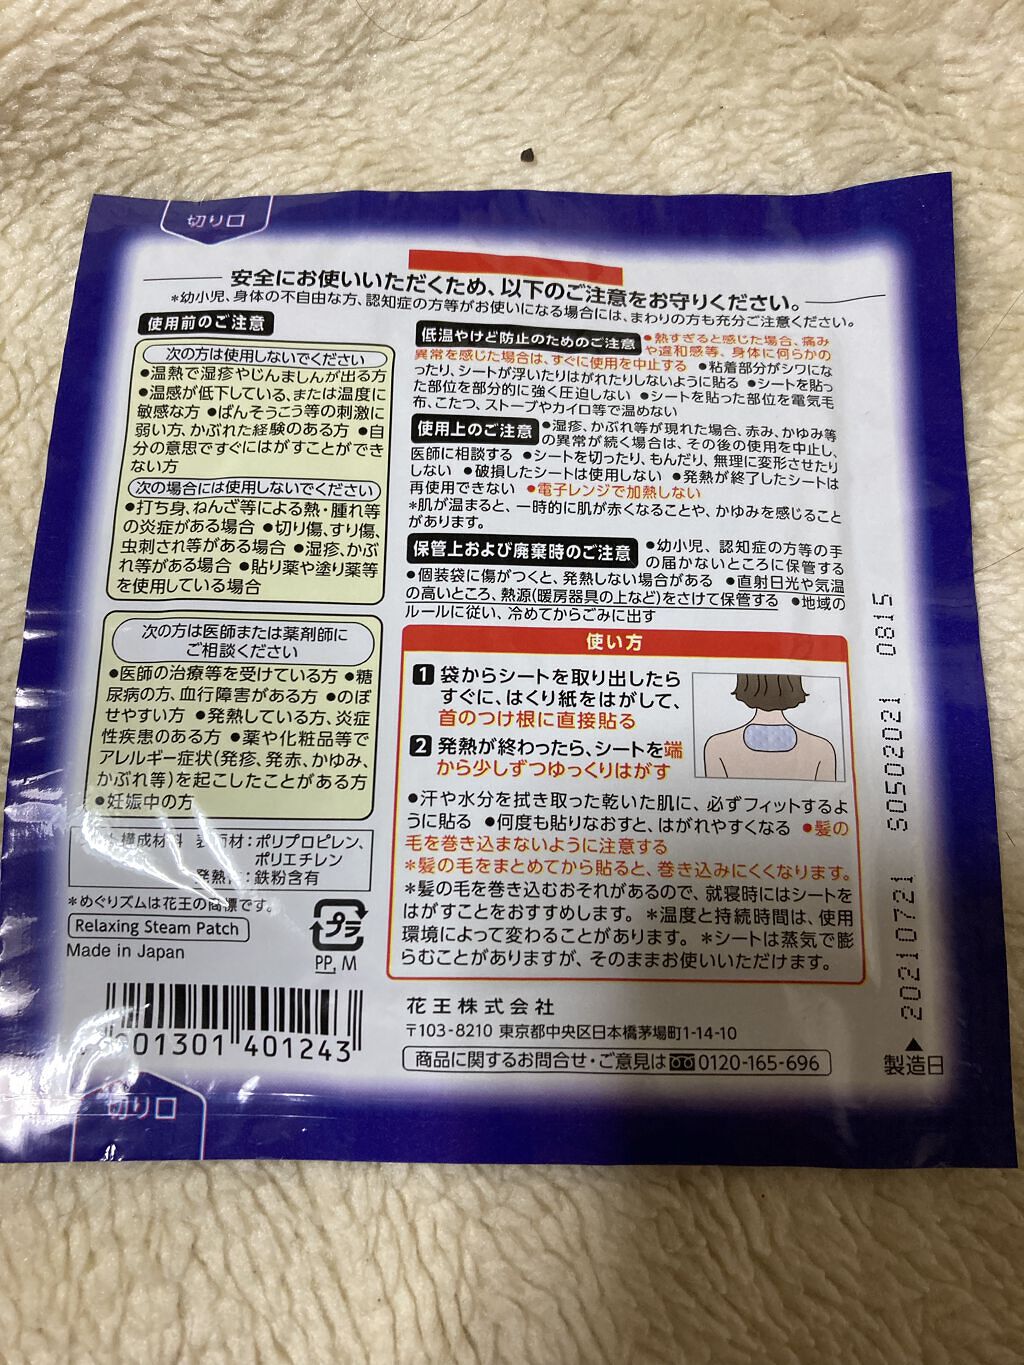 切り口
安全にお使いいただくため、以下のご注意をお守りください。
*幼小児、身体の不自由な方、認知症の方等がお使いになる場合には、まわりの方も充分ご注意ください。
使用前のご注意
次の方は使用しないでください
●温熱で湿疹やじんましんが出る方
●温感が低下している、または温度に
敏感な方 ●ばんそうこう等の刺激に
弱い方、かぶれた経験のある方 ●自
分の意思ですぐにはがすことができ
ない方
次の場合には使用しないでください
●打ち身、ねんざ等による熱・腫れ等
の炎症がある場合 ●切り傷、すり傷、
虫刺され等がある場合 ●湿疹、かぶ
れ等がある場合 ●貼り薬や塗り薬等
を使用している場合
次の方は医師または薬剤師に
ご相談ください
●医師の治療等を受けている方 ●糖
尿病の方、血行障害がある方 ●のぼ
せやすい方 ●発熱している方、炎症
性疾患のある方 ●薬や化粧品等で
アレルギー症状(発疹、発赤、かゆみ、
かぶれ等)を起こしたことがある方
●妊娠中の方
構成材料 表面材:ポリプロピレン、
ポリエチレン
発熱体:鉄粉含有
*めぐりズムは花王の商標です。
Relaxing Steam Patch
Made in Japan
プラ
PP, M
901301 401243
切り口
低温やけど防止のためのご注意 ●熱すぎると感じた場合、痛み
や違和感等、身体に何らかの
異常を感じた場合は、すぐに使用を中止する ●粘着部分がシワにな
ったり、シートが浮いたりはがれたりしないように貼る ●シートを貼っ
た部位を部分的に強く圧迫しない ●シートを貼った部位を電気毛
布、こたつ、ストーブやカイロ等で温めない
使用上のご注意 ●湿疹、かぶれ等が現れた場合、赤み、かゆみ等
の異常が続く場合は、その後の使用を中止し、
医師に相談する ●シートを切ったり、もんだり、無理に変形させたり
しない ●破損したシートは使用しない ●発熱が終了したシートは
再使用できない ●電子レンジで加熱しない
*肌が温まると、一時的に肌が赤くなることや、かゆみを感じること
があります。
保管上および廃棄時のご注意 ●幼小児、認知症の方等の手
の届かないところに保管する
●個装袋に傷がつくと、発熱しない場合がある ●直射日光や気温
の高いところ、熱源(暖房器具の上など)をさけて保管する ●地域の
ルールに従い、冷めてからごみに出す
使い方
1 袋からシートを取り出したら
すぐに、はくり紙をはがして、
首のつけ根に直接貼る
2 発熱が終わったら、シートを端
から少しずつゆっくりはがす
●汗や水分を拭き取った乾いた肌に、必ずフィットするよ
うに貼る ●何度も貼りなおすと、はがれやすくなる ●髪の
毛を巻き込まないように注意する
*髪の毛をまとめてから貼ると、巻き込みにくくなります。
*髪の毛を巻き込むおそれがあるので、就寝時にはシートを
はがすことをおすすめします。 *温度と持続時間は、使用
環境によって変わることがあります。 *シートは蒸気で膨
らむことがありますが、そのままお使いいただけます。
花王株式会社
〒103-8210 東京都中央区日本橋茅場町1-14-10
商品に関するお問合せ・ご意見は 0120-165-696
20210721 S0502021 0815
▲
製造日